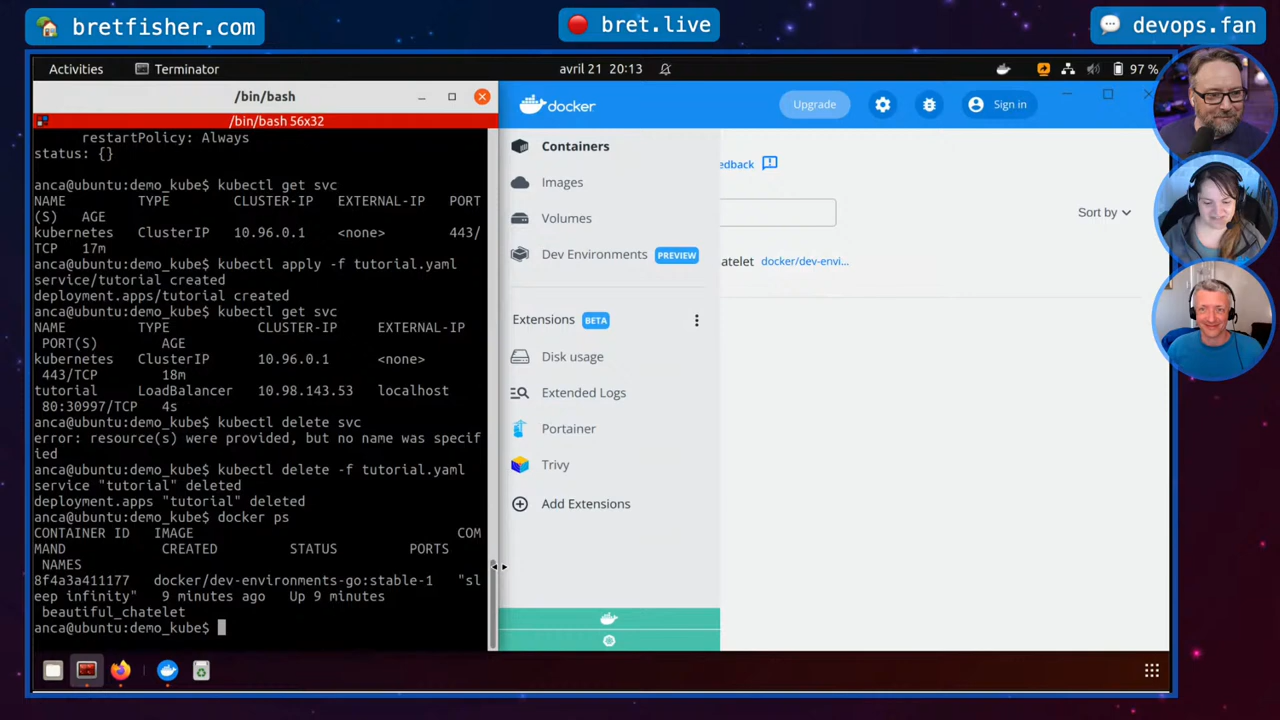 bretfisher.com
bret.live
devops.fan
Activities
Terminator
avril 21 20:13
97 %
/bin/bash
/bin/bash 56x32
restartPolicy: Always
status: {}
anca@ubuntu:demo_kube$ kubectl get svc
NAME TYPE CLUSTER-IP EXTERNAL-IP PORT
(S) AGE
kubernetes ClusterIP 10.96.0.1 <none> 443/
TCP 17m
anca@ubuntu:demo_kube$ kubectl apply -f tutorial.yaml
service/tutorial created
deployment.apps/tutorial created
anca@ubuntu:demo_kube$ kubectl get svc
NAME TYPE CLUSTER-IP EXTERNAL-IP
PORT(S) AGE
kubernetes ClusterIP 10.96.0.1 <none>
443/TCP 18m
tutorial LoadBalancer 10.98.143.53 localhost
80:30997/TCP 4s
anca@ubuntu:demo_kube$ kubectl delete svc
error: resource(s) were provided, but no name was specif
ied
anca@ubuntu:demo_kube$ kubectl delete -f tutorial.yaml
service "tutorial" deleted
deployment.apps "tutorial" deleted
anca@ubuntu:demo_kube$ docker ps
CONTAINER ID IMAGE COM
MAND CREATED STATUS PORTS
NAMES
8f4a3a411177 docker/dev-environments-go:stable-1 "sl
eep infinity" 9 minutes ago Up 9 minutes
beautiful_chatelet
anca@ubuntu:demo_kube$
docker
Upgrade
Sign in
Containers
Images
Volumes
Dev Environments PREVIEW
Extensions BETA
Disk usage
Extended Logs
Portainer
Trivy
Add Extensions
edback
Sort by
atelet docker/dev-envi...